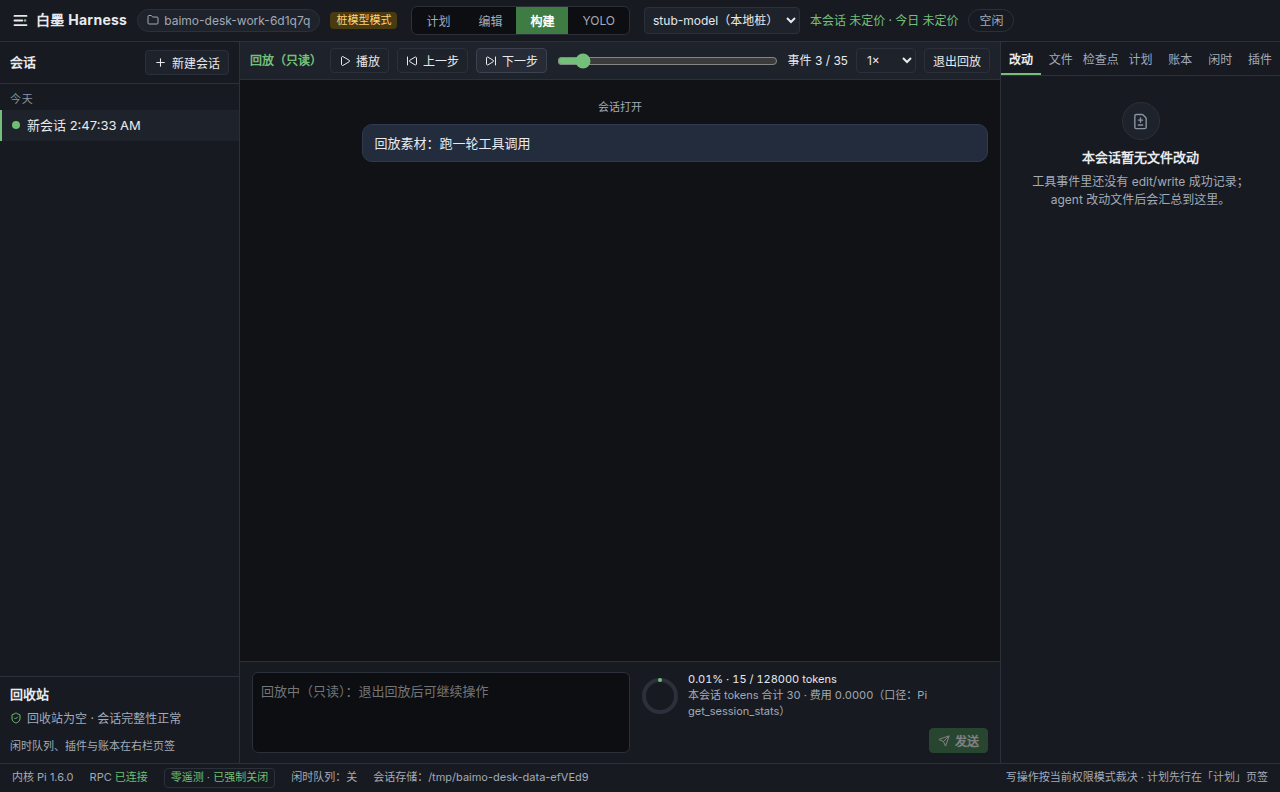 白墨 Harness
baimo-desk-work-6d1q7q
桩模型模式
计划
编辑
构建
YOLO
stub-model（本地桩）
本会话 未定价 · 今日 未定价
空闲
会话
新建会话
今天
新会话 2:47:33 AM
回放（只读）
播放
上一步
下一步
事件 3 / 35
1×
退出回放
会话打开
回放素材：跑一轮工具调用
改动
文件
检查点
计划
账本
闲时
插件
本会话暂无文件改动
工具事件里还没有 edit/write 成功记录；
agent 改动文件后会汇总到这里。
回收站
回收站为空 · 会话完整性正常
闲时队列、插件与账本在右栏页签
回放中（只读）：退出回放后可继续操作
0.01% · 15 / 128000 tokens
本会话 tokens 合计 30 · 费用 0.0000（口径：Pi
get_session_stats）
发送
内核 Pi 1.6.0
RPC 已连接
零遥测 · 已强制关闭
闲时队列：关
会话存储：/tmp/baimo-desk-data-efVEd9
写操作按当前权限模式裁决 · 计划先行在「计划」页签